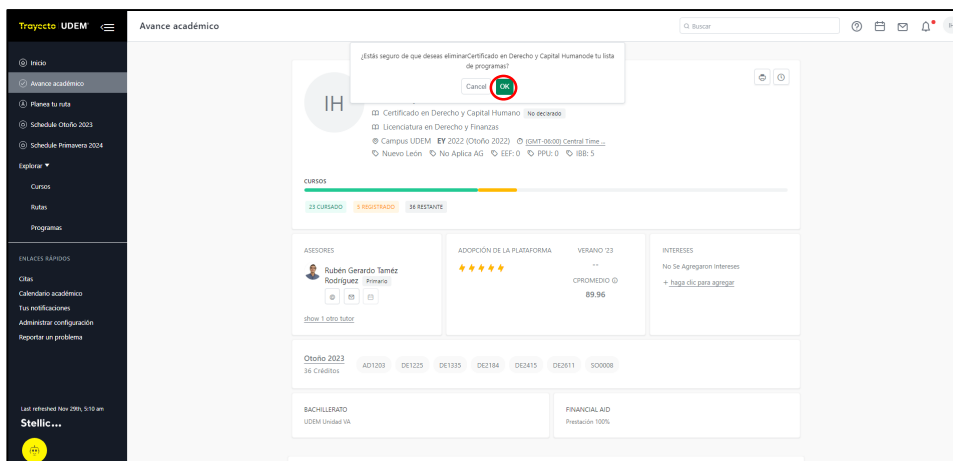 Trayecto UDEM
Avance académico
Buscar
Inicio
Avance académico
Planea tu ruta
Schedule Otoño 2023
Schedule Primavera 2024
Explorar
Cursos
Rutas
Programas
ENLACES RÁPIDOS
Citas
Calendario académico
Tus notificaciones
Administrar configuración
Reportar un problema
Last refreshed Nov 29th, 5:10 am
Stellic...
¿Estás seguro de que deseas eliminarCertificado en Derecho y Capital Humanode tu lista
de programas?
Cancel OK
IH
Certificado en Derecho y Capital Humano No declarado
Licenciatura en Derecho y Finanzas
Campus UDEM EY 2022 (Otoño 2022) (GMT-06:00) Central Time ...
Nuevo León No Aplica AG EEF: 0 PPU: 0 IBB: 5
CURSOS
23 CURSADO 5 REGISTRADO 36 RESTANTE
ASESORES
Rubén Gerardo Taméz
Rodríguez Primario
show 1 otro tutor
ADOPCIÓN DE LA PLATAFORMA
VERANO '23
--
CPROMEDIO
89.96
INTERESES
No Se Agregaron Intereses
+ haga clic para agregar
Otoño 2023
36 Créditos
AD1203 DE1225 DE1335 DE2184 DE2415 DE2611 SO0008
BACHILLERATO
UDEM Unidad VA
FINANCIAL AID
Prestación 100%